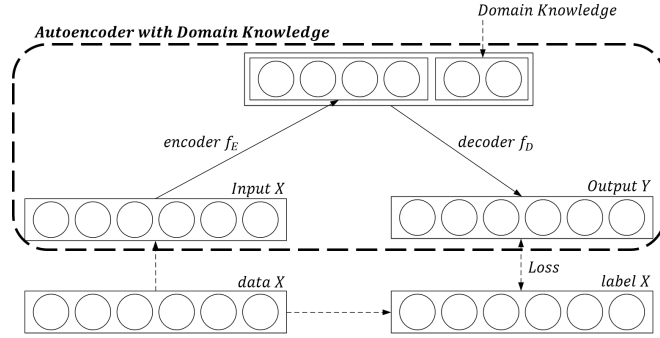 Domain Knowledge
Autoencoder with Domain Knowledge
encoder f_E
decoder f_D
Input X
Output Y
Loss
data X
label X